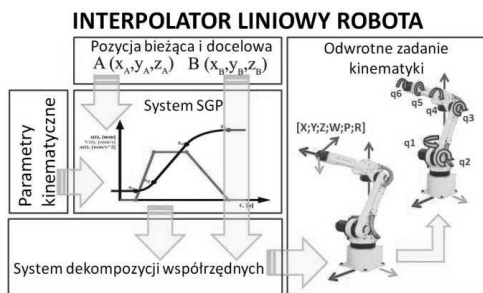 INTERPOLATOR LINIOWY ROBOTA
Pozycja bieżąca i docelowa
A (xA,yA,zA) B (xB,yB,zB)
Parametry
kinematyczne
System SGP
t, [s]
System dekompozycji współrzędnych
Odwrotne zadanie
kinematyki
q6
q5
q4
q3
[X;Y;Z;W;P;R]
q1
q2